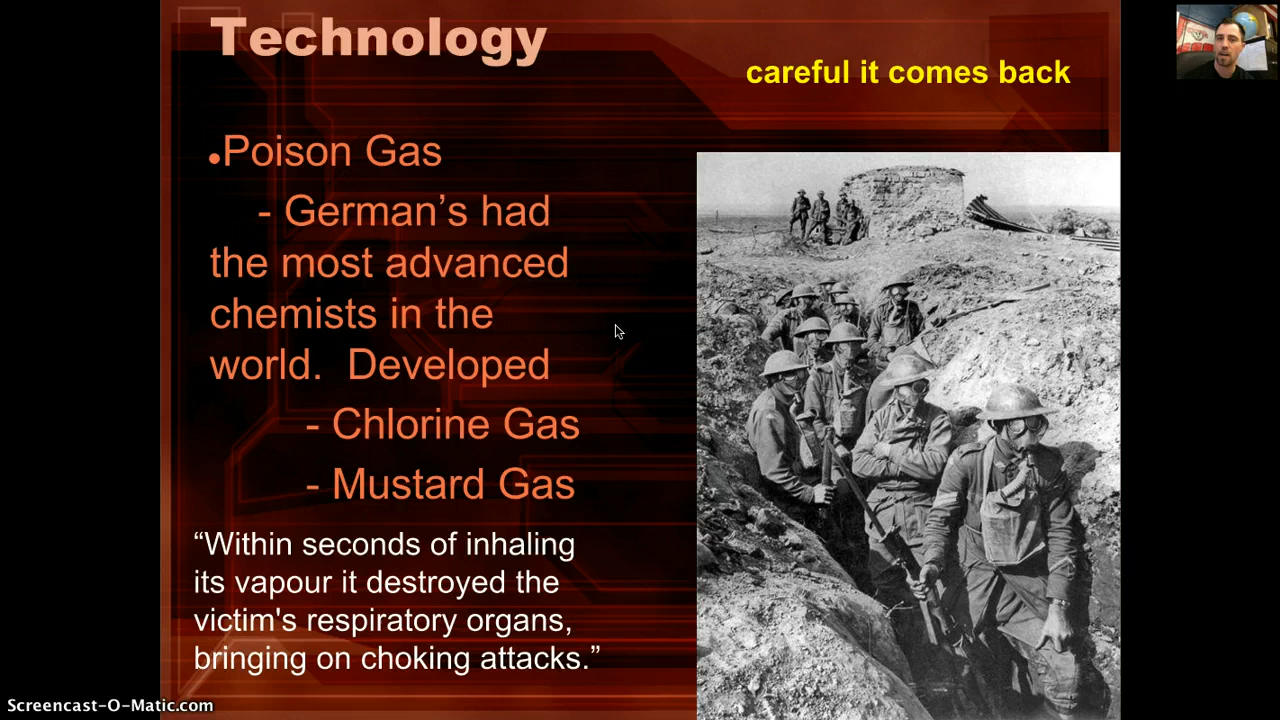 Technology
careful it comes back
•Poison Gas
- German’s had
the most advanced
chemists in the
world. Developed
- Chlorine Gas
- Mustard Gas
“Within seconds of inhaling
its vapour it destroyed the
victim's respiratory organs,
bringing on choking attacks.”
Screencast-O-Matic.com